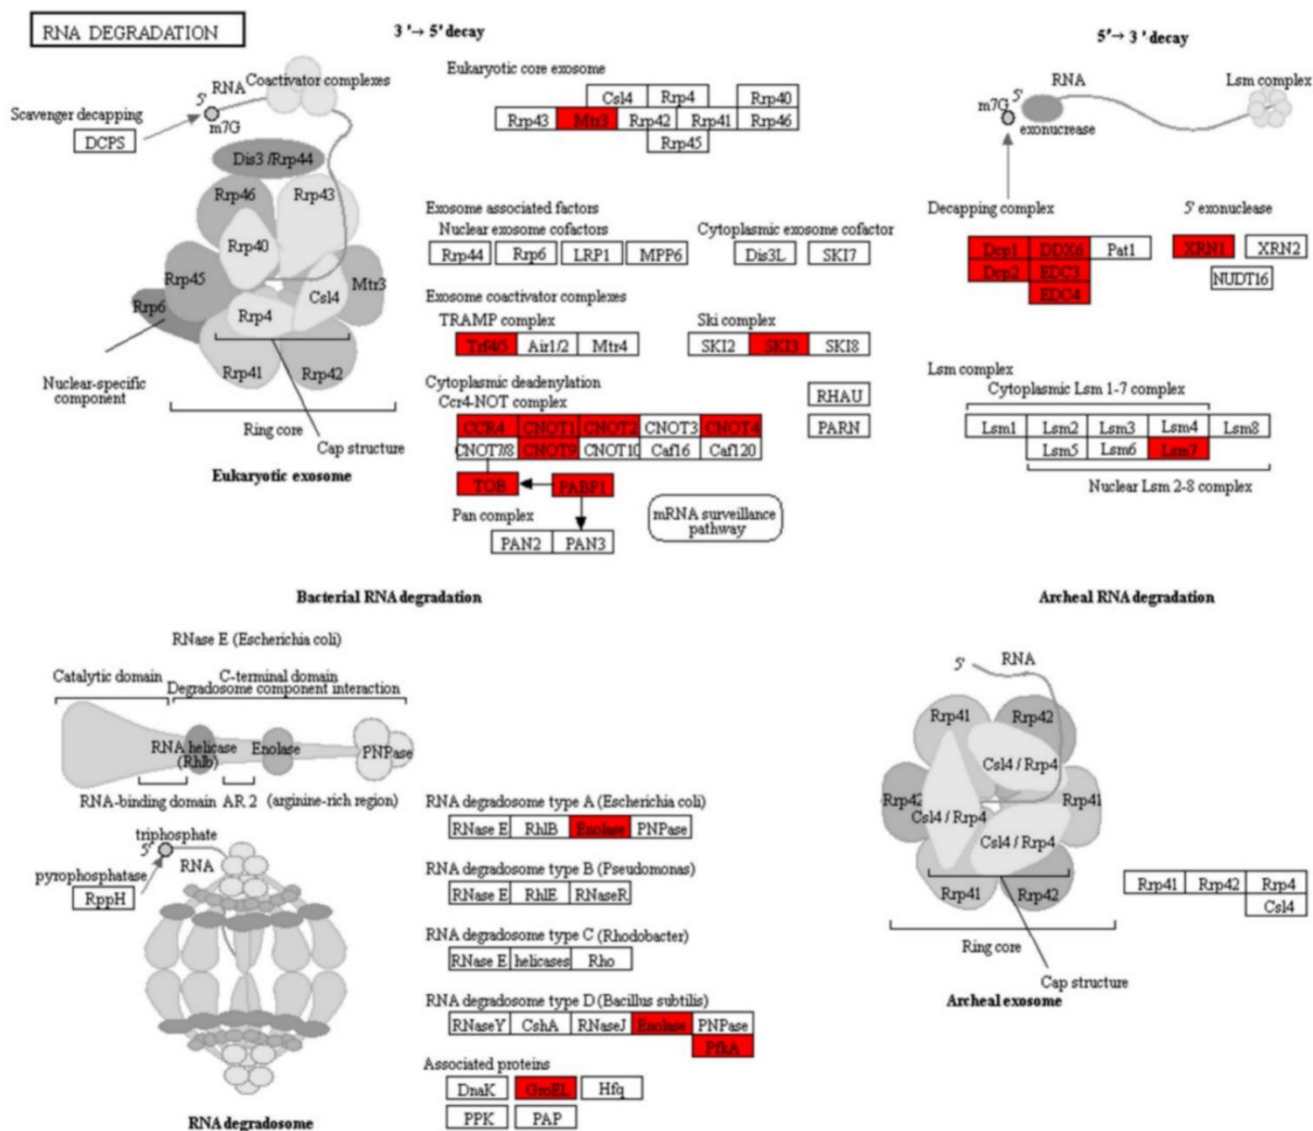 RNA DEGRADATION
3'→ 5' decay
5'→ 3' decay
Scavenger decapping
DCPS
5'
RNA
m7G
Coactivator complexes
Dis3 /Rrp44
Rrp46
Rrp43
Rrp40
Rrp45
Mtr3
Csl4
Rrp6
Rrp4
Rrp41
Rrp42
Nuclear-specific
component
Ring core
Cap structure
Eukaryotic exosome
Eukaryotic core exosome
Csl4 Rrp4 Rrp40
Rrp43 Mtr3 Rrp42 Rrp41 Rrp46
Rrp45
Exosome associated factors
Nuclear exosome cofactors
Rrp44 Rrp6 LRP1 MPP6
Cytoplasmic exosome cofactor
Dis3L SKI7
Exosome coactivator complexes
TRAMP complex
Trf4/5 Air1/2 Mtr4
Ski complex
SKI2 SKI3 SKI8
Cytoplasmic deadenylation
Ccr4-NOT complex
CCR4 CNOT1 CNOT2 CNOT3 CNOT4
CNOT7/8 CNOT9 CNOT10 Caf16 Caf120
RHAU
PARN
TOB PABP1
Pan complex
PAN2 PAN3
mRNA surveillance
pathway
RNA
Lsm complex
5'
m7G
exonucrease
Decapping complex
Dcp1 DDX6 Pat1
Dcp2 EDC3
EDC4
5' exonuclease
XRN1 XRN2
NUDT16
Lsm complex
Cytoplasmic Lsm 1-7 complex
Lsm1 Lsm2 Lsm3 Lsm4 Lsm8
Lsm5 Lsm6 Lsm7
Nuclear Lsm 2-8 complex
Bacterial RNA degradation
RNase E (Escherichia coli)
Catalytic domain
C-terminal domain
Degradosome component interaction
RNA helicase
(Rhlb)
Enolase
PNPase
RNA-binding domain AR 2 (arginine-rich region)
triphosphate
5'
RNA
pyrophosphatase
RppH
RNA degradosome
RNA degradosome type A (Escherichia coli)
RNase E RhlB Enolase PNPase
RNA degradosome type B (Pseudomonas)
RNase E RhlE RNaseR
RNA degradosome type C (Rhodobacter)
RNase E helicases Rho
RNA degradosome type D (Bacillus subtilis)
RNaseY CshA RNaseJ Enolase PNPase
PfkA
Associated proteins
DnaK GroEL Hfq
PPK PAP
Archeal RNA degradation
5'
RNA
Rrp41
Rrp42
Csl4 / Rrp4
Rrp42
Rrp41
Csl4 / Rrp4
Csl4 / Rrp4
Rrp41
Rrp42
Ring core
Cap structure
Archeal exosome
Rrp41 Rrp42 Rrp4
Csl4